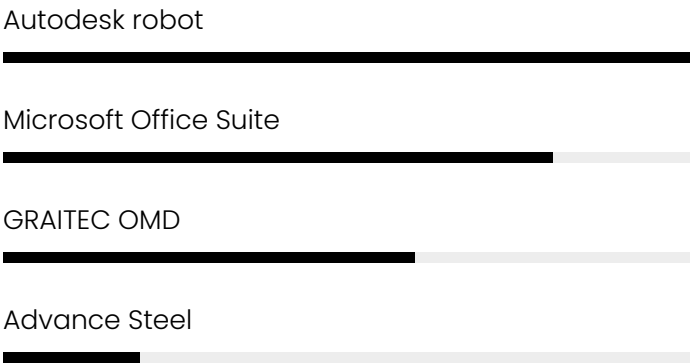 Autodesk robot
Microsoft Office Suite
GRAITEC OMD
Advance Steel